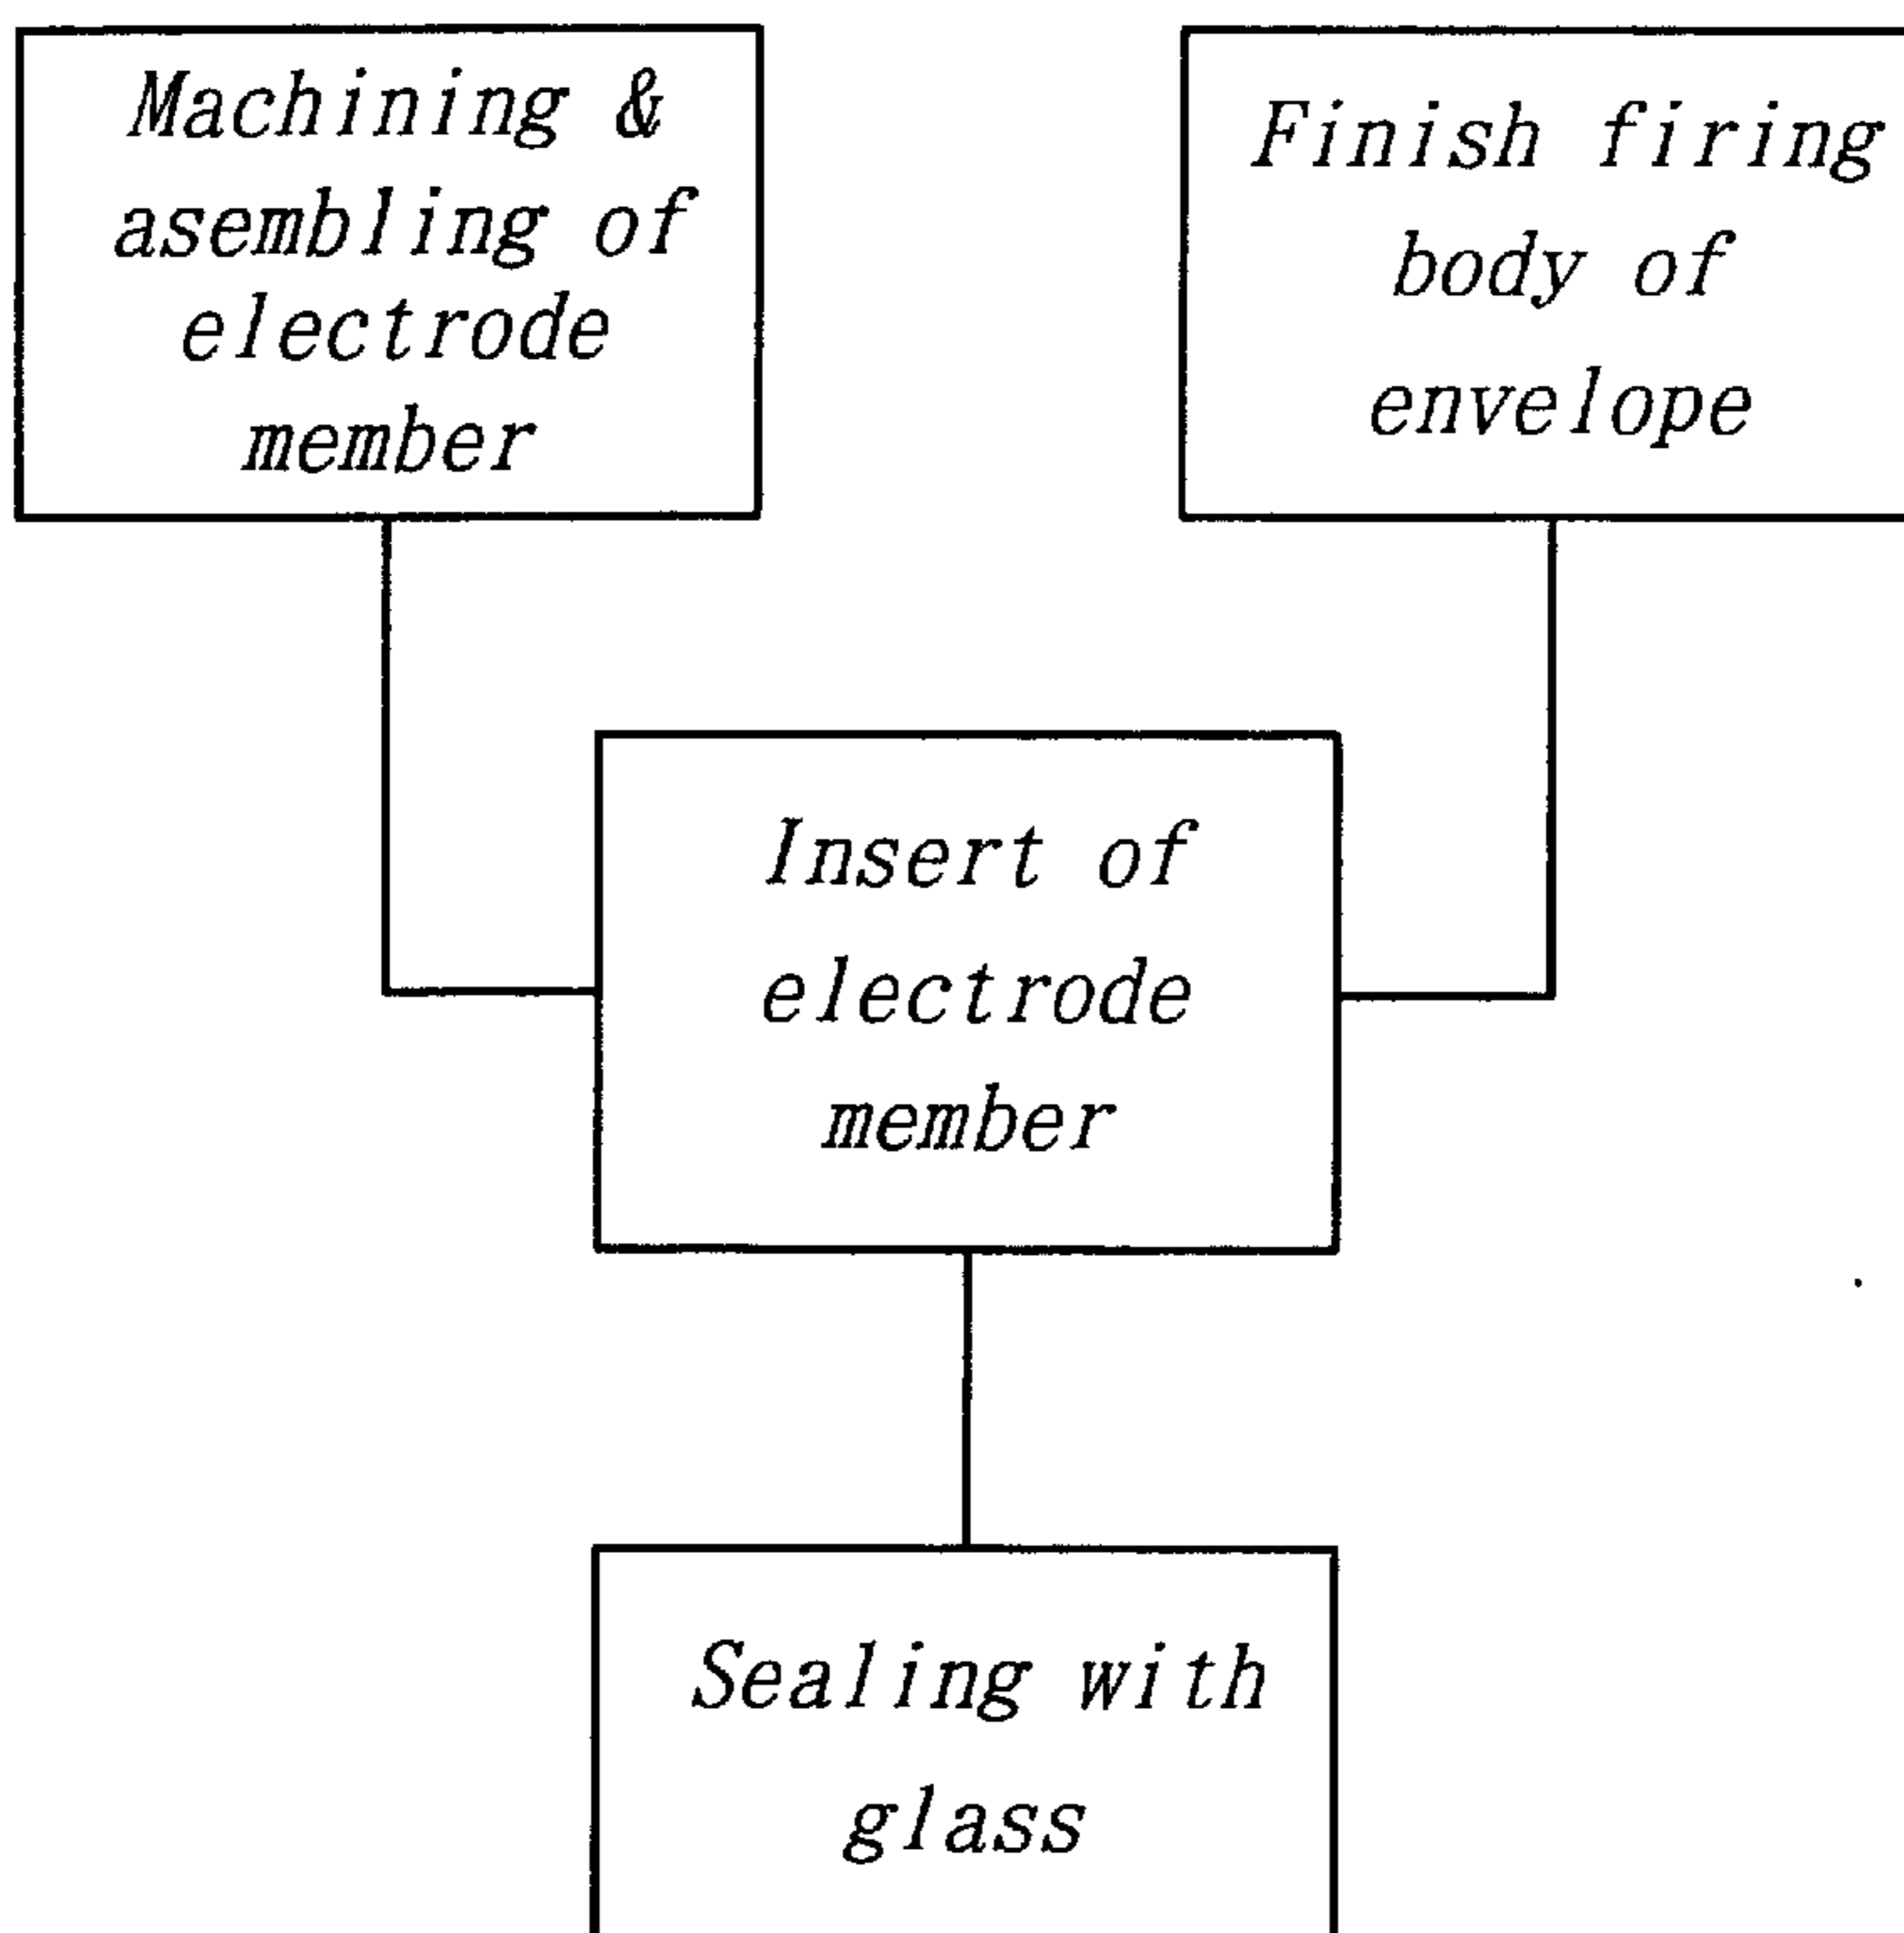 Machining &
asembling of
electrode
member
Finish firing
body of
envelope
Insert of
electrode
member
Sealing with
glass